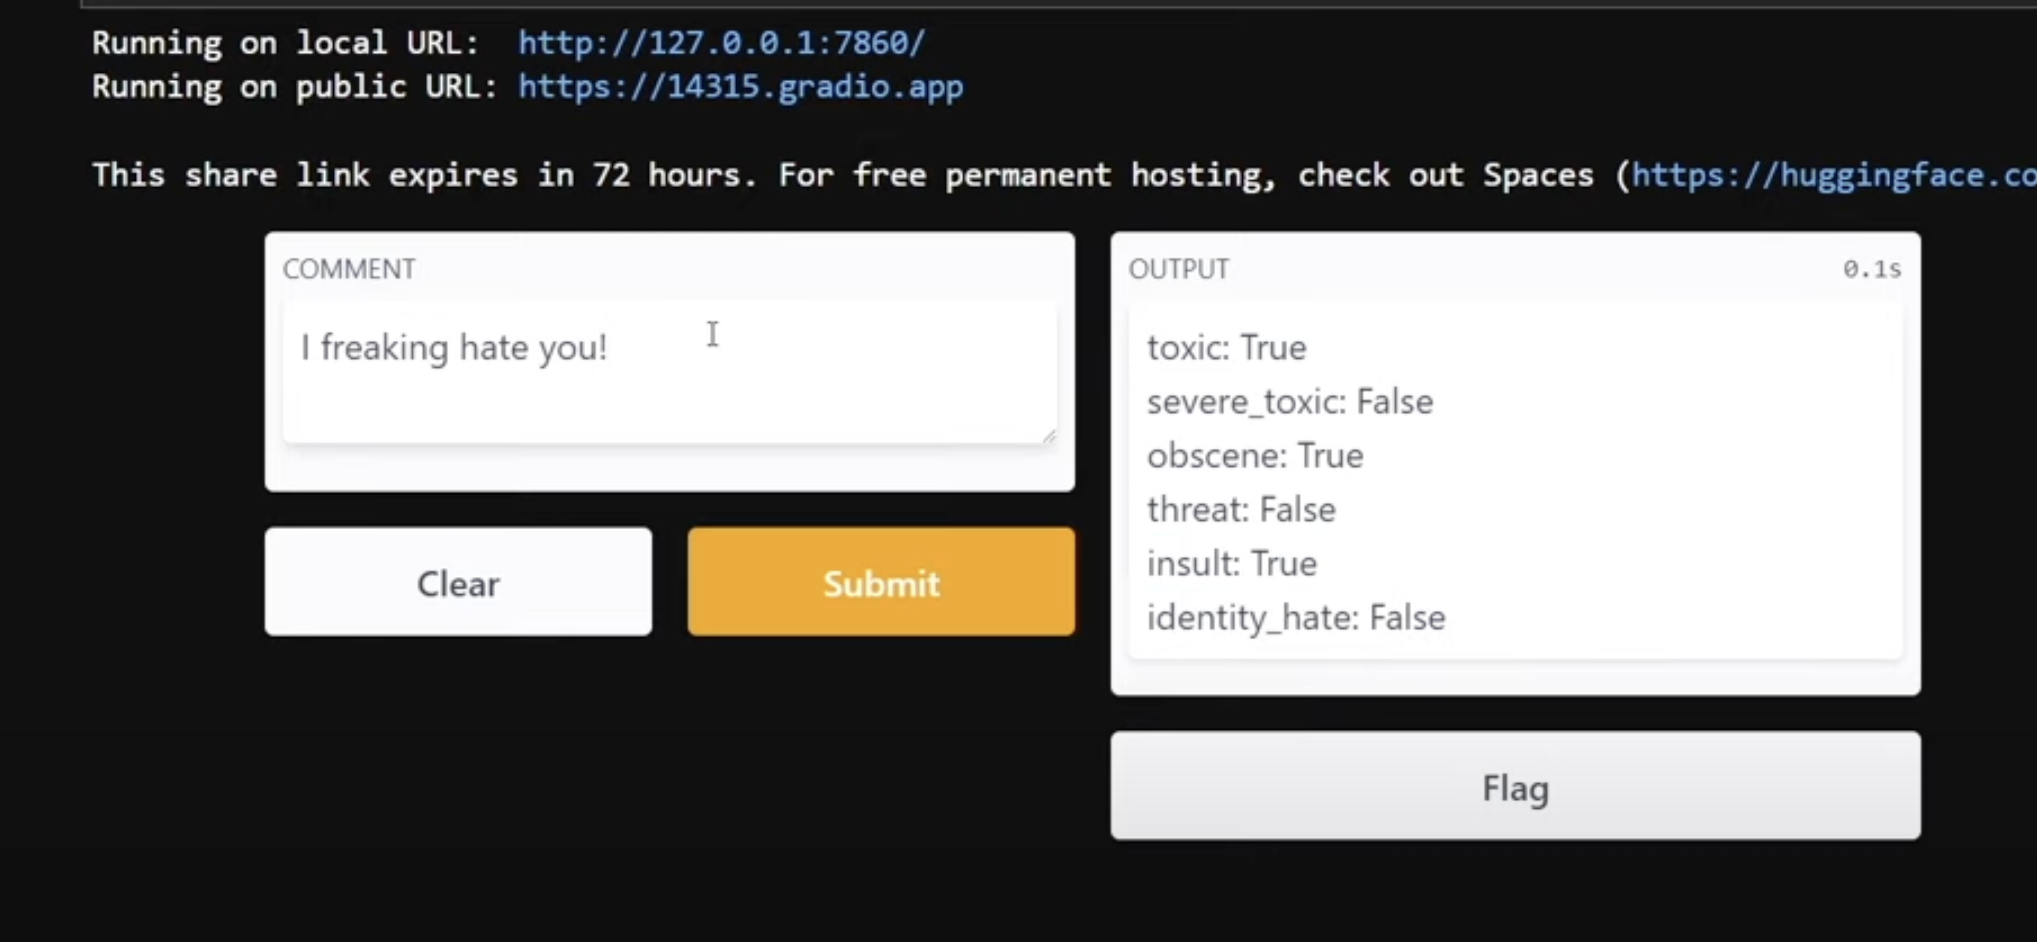 Running on local URL:  http://127.0.0.1:7860/
Running on public URL: https://14315.gradio.app
This share link expires in 72 hours. For free permanent hosting, check out Spaces (https://huggingface.co
COMMENT
I freaking hate you!
Clear
Submit
OUTPUT
0.1s
toxic: True
severe_toxic: False
obscene: True
threat: False
insult: True
identity_hate: False
Flag